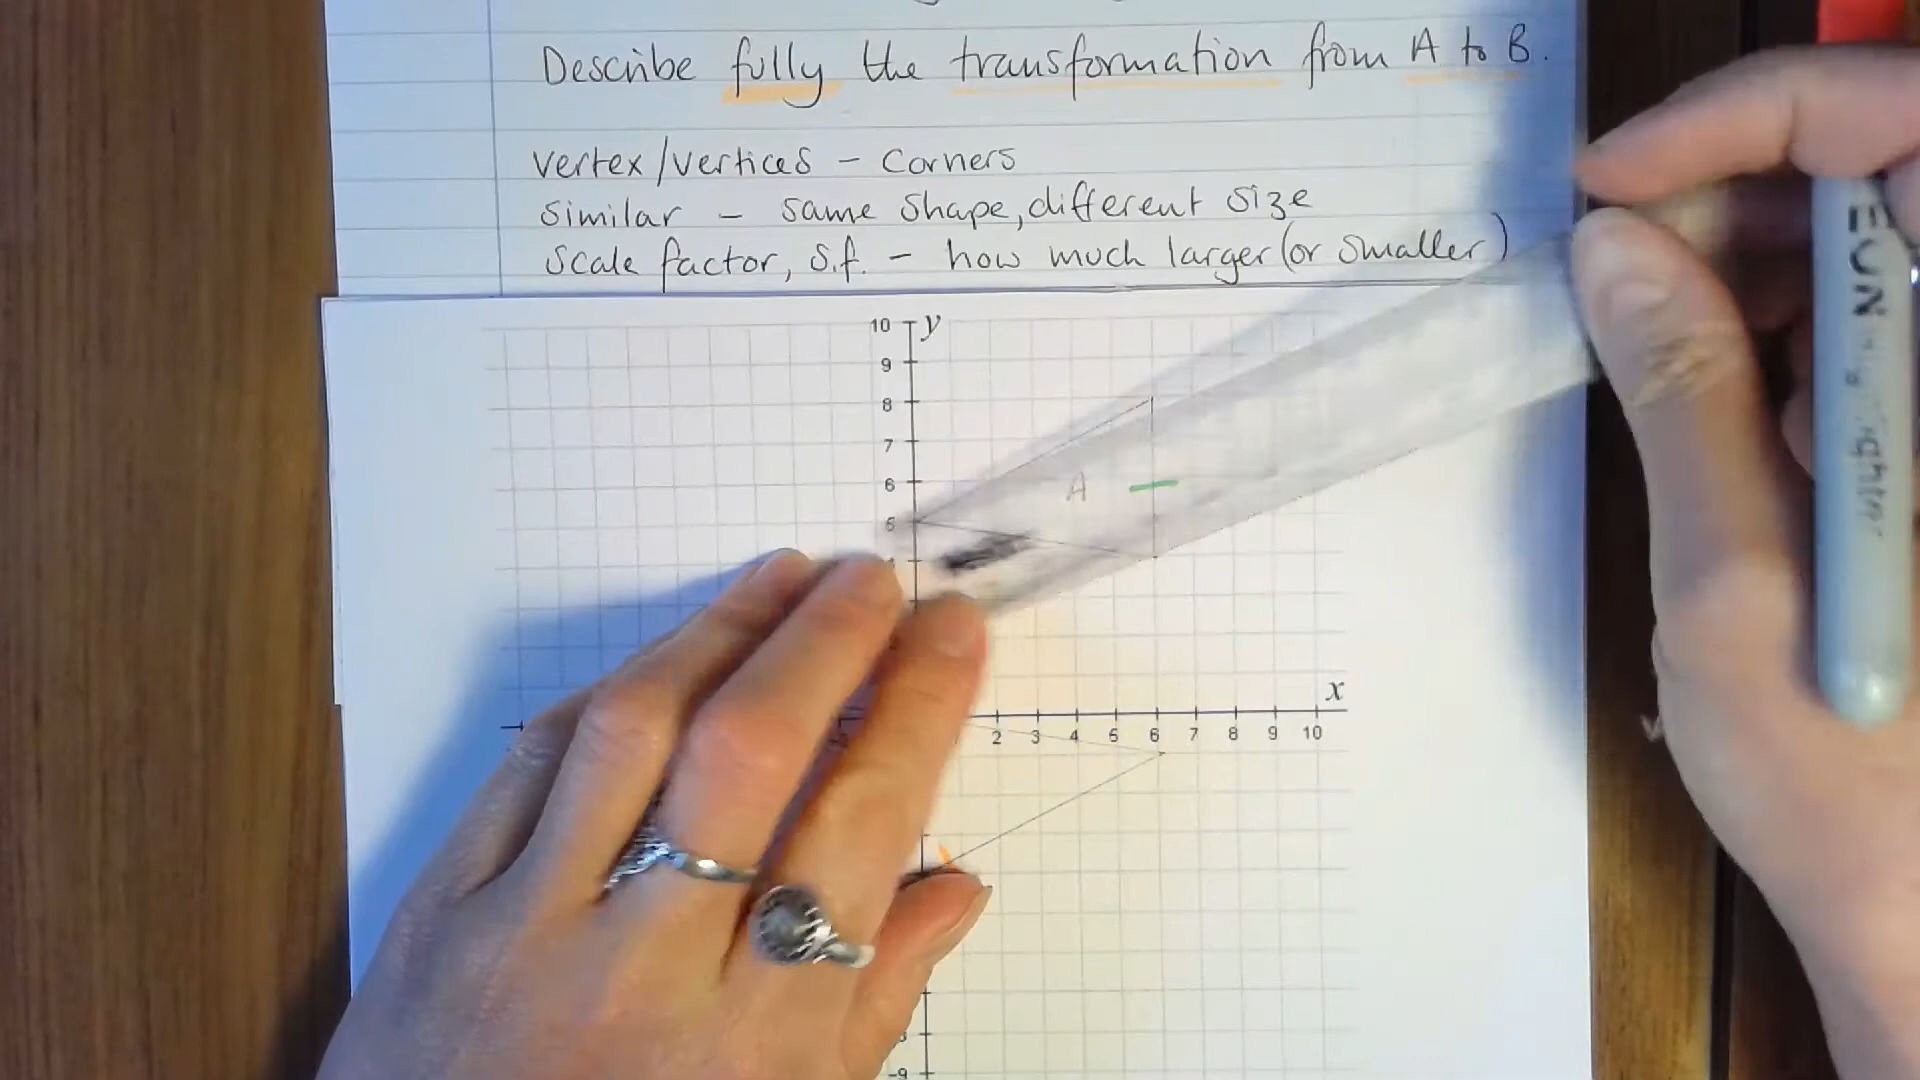 Describe fully the transformation from A to B.
vertex/vertices – corners
similar – same shape, different size
scale factor, s.f. – how much larger (or smaller)
10 y
9
8
7
6
A
5
x
2 3 4 5 6 7 8 9 10
-9